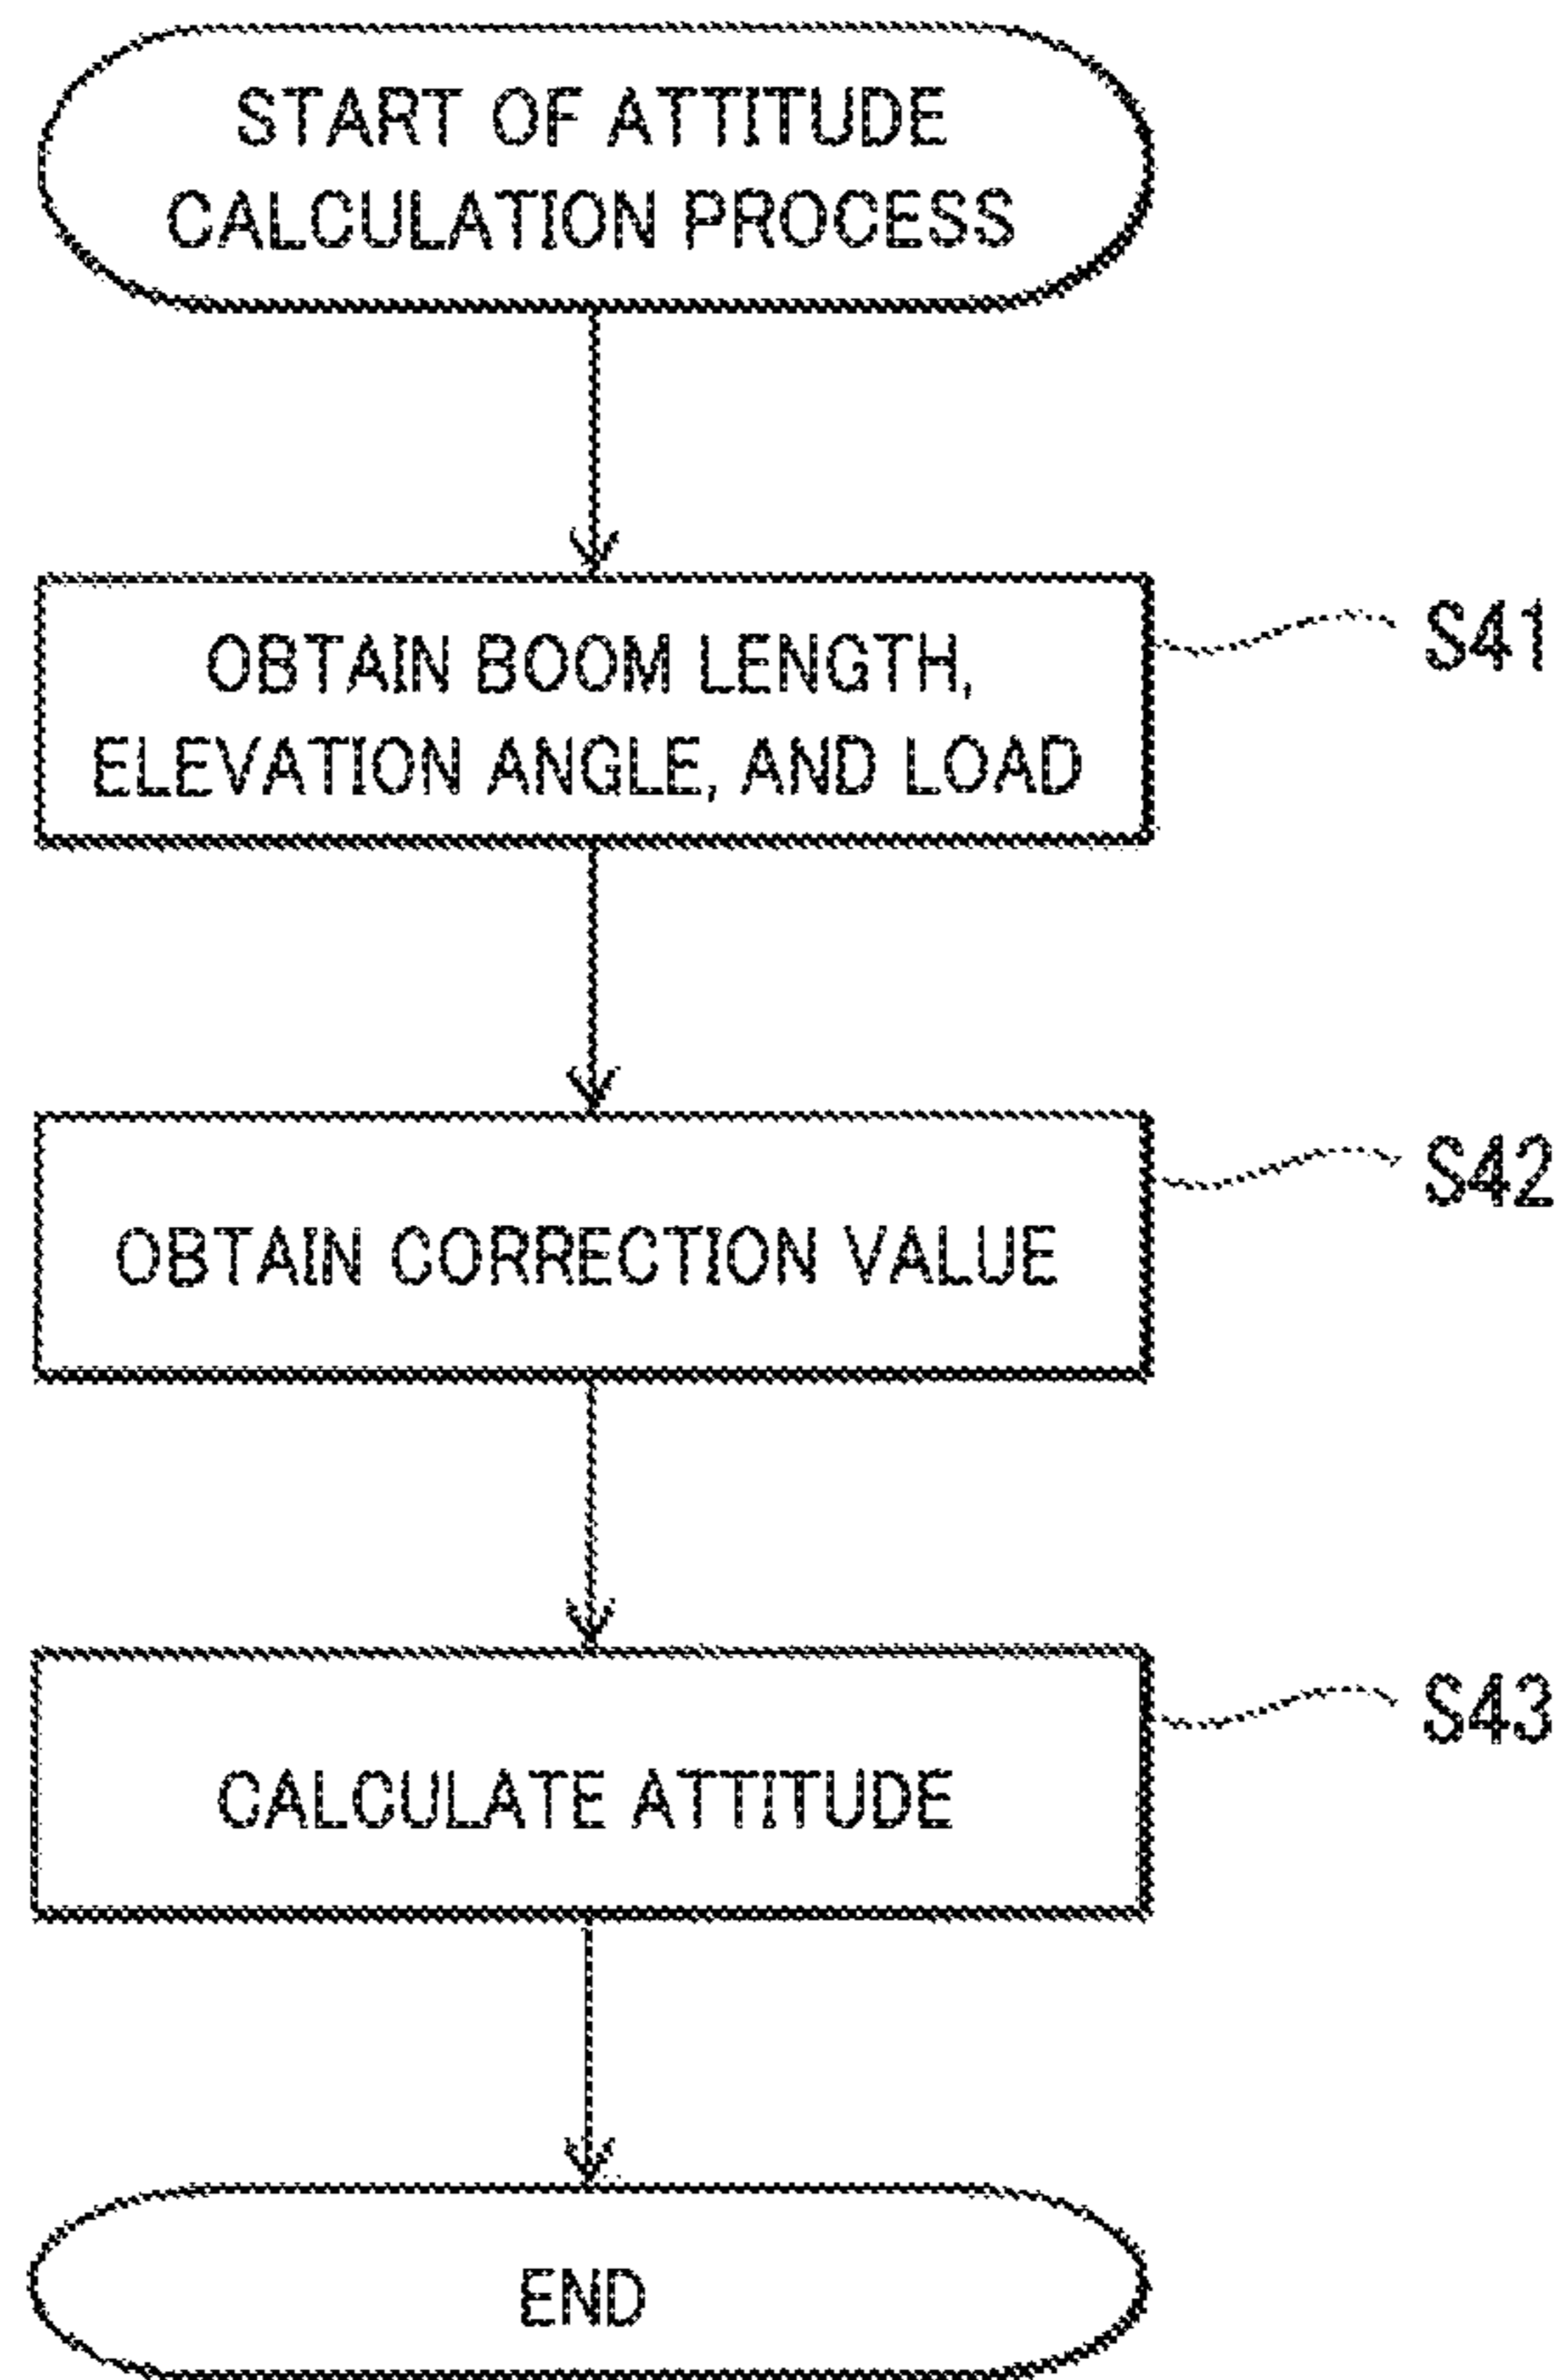 START OF ATTITUDE
CALCULATION PROCESS
OBTAIN BOOM LENGTH,
ELEVATION ANGLE, AND LOAD
S41
OBTAIN CORRECTION VALUE
S42
CALCULATE ATTITUDE
S43
END